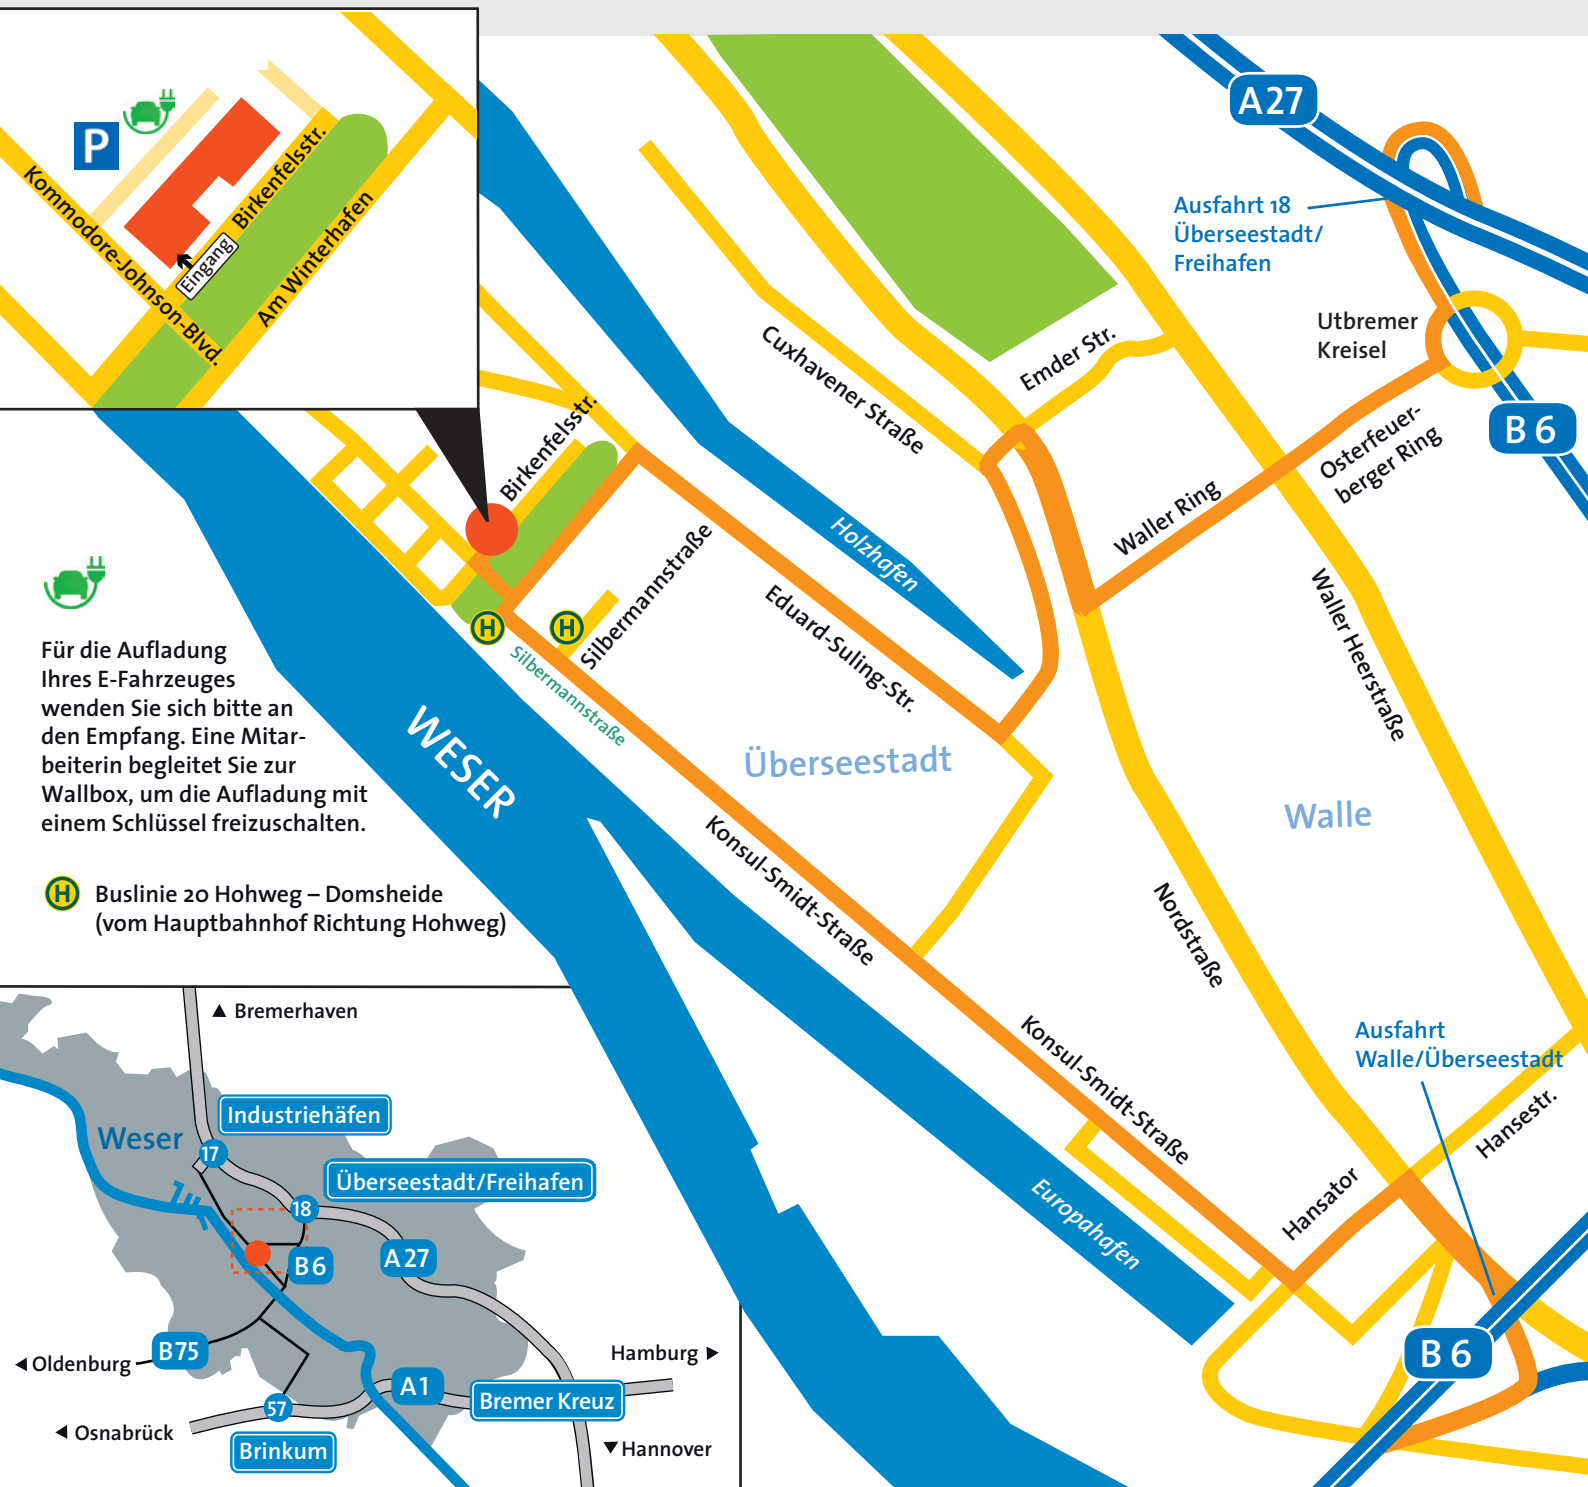 P
Kommodore-Johnson-Blvd.
Birkenfelsstr.
Eingang
Am Winterhafen
A27
Ausfahrt 18
Überseestadt/
Freihafen
Utbremer
Kreisel
B 6
Cuxhavener Straße
Emder Str.
Osterfeuer-
berger Ring
Waller Ring
Birkenfelsstr.
Holzhafen
Silbermannstraße
Eduard-Suling-Str.
Waller Heerstraße
H
H
Silbermannstraße
WESER
Überseestadt
Walle
Konsul-Smidt-Straße
Nordstraße
Konsul-Smidt-Straße
Ausfahrt
Walle/Überseestadt
Hansestr.
Hansator
Europahafen
B 6
Für die Aufladung
Ihres E-Fahrzeuges
wenden Sie sich bitte an
den Empfang. Eine Mitar-
beiterin begleitet Sie zur
Wallbox, um die Aufladung mit
einem Schlüssel freizuschalten.
H
Buslinie 20 Hohweg – Domsheide
(vom Hauptbahnhof Richtung Hohweg)
Bremerhaven
Industriehäfen
Weser
17
Überseestadt/Freihafen
18
B6
A 27
B75
Oldenburg
Hamburg
A1
Bremer Kreuz
57
Osnabrück
Brinkum
Hannover